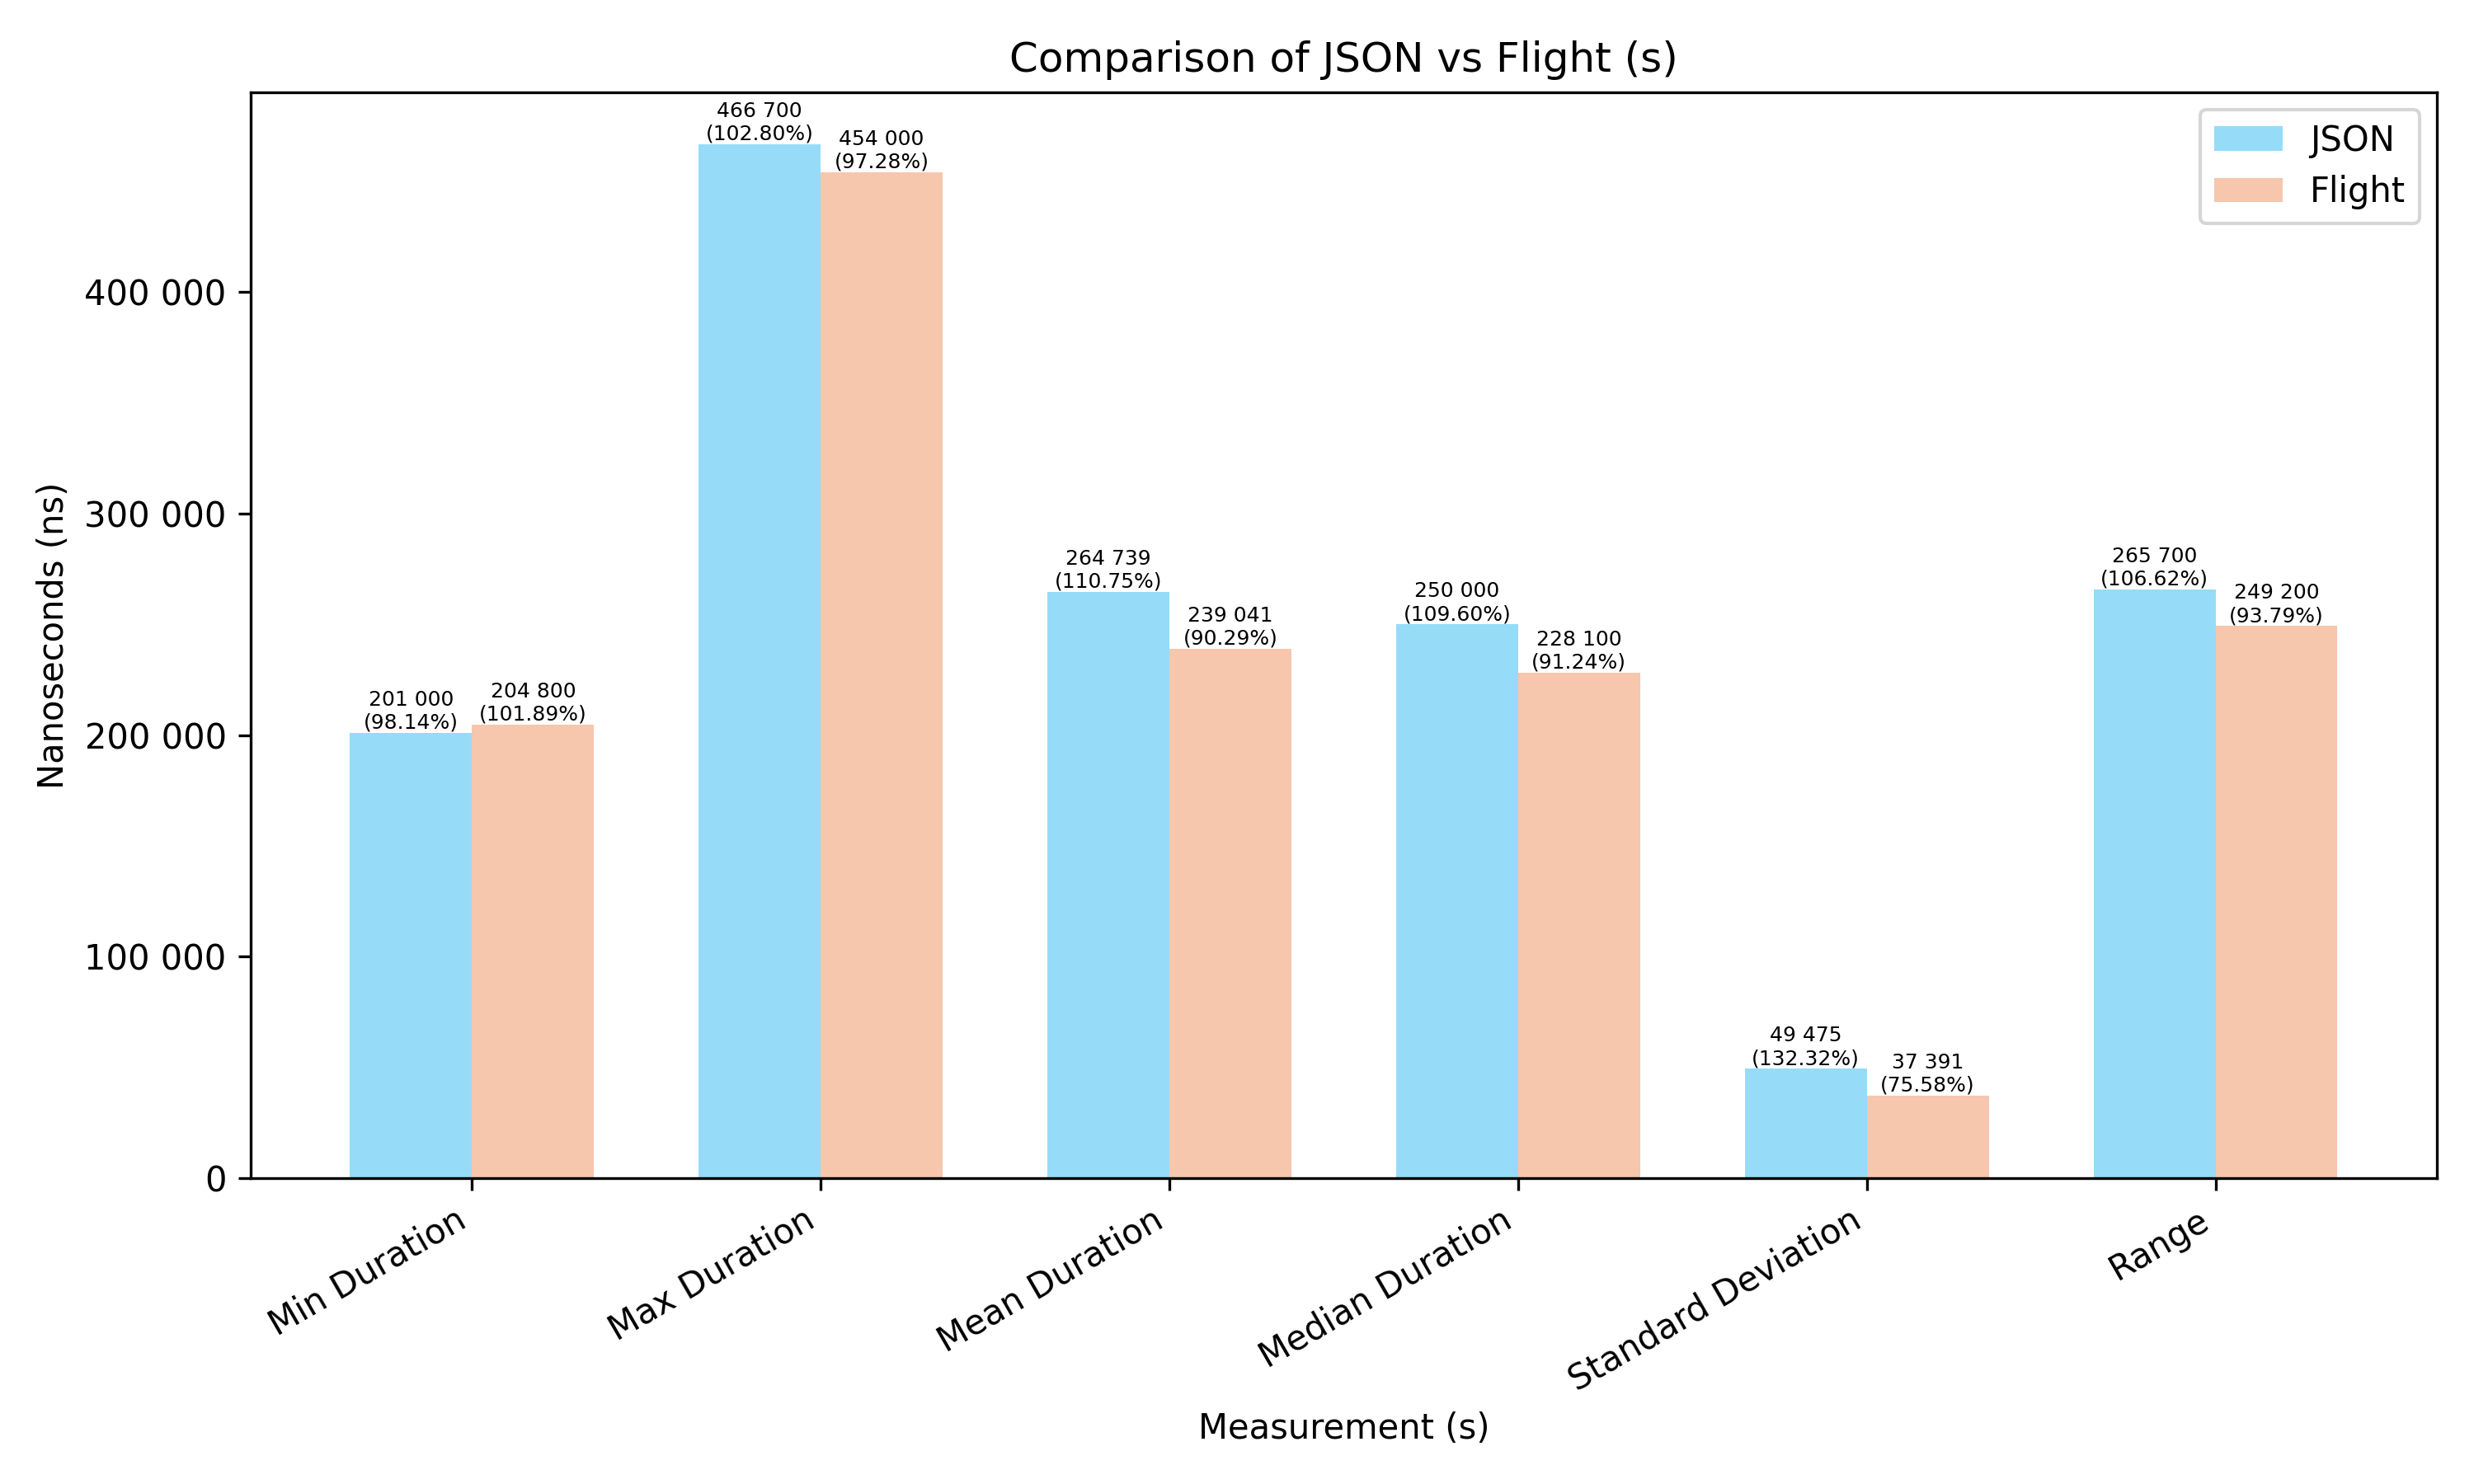 Comparison of JSON vs Flight (s)
JSON
Flight
Nanoseconds (ns)
400 000
300 000
200 000
100 000
0
201 000
(98.14%)
204 800
(101.89%)
466 700
(102.80%)
454 000
(97.28%)
264 739
(110.75%)
239 041
(90.29%)
250 000
(109.60%)
228 100
(91.24%)
49 475
(132.32%)
37 391
(75.58%)
265 700
(106.62%)
249 200
(93.79%)
Min Duration
Max Duration
Mean Duration
Median Duration
Standard Deviation
Range
Measurement (s)